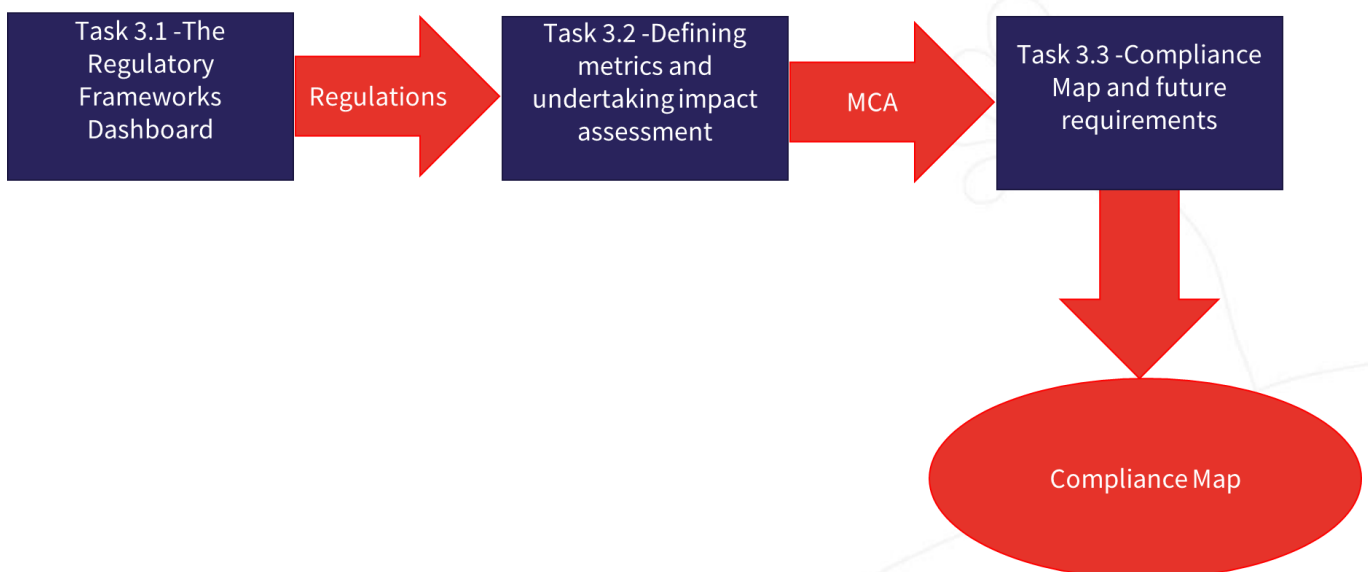 Task 3.1 -The
Regulatory
Frameworks
Dashboard
Regulations
Task 3.2 -Defining
metrics and
undertaking impact
assessment
MCA
Task 3.3 -Compliance
Map and future
requirements
Compliance Map